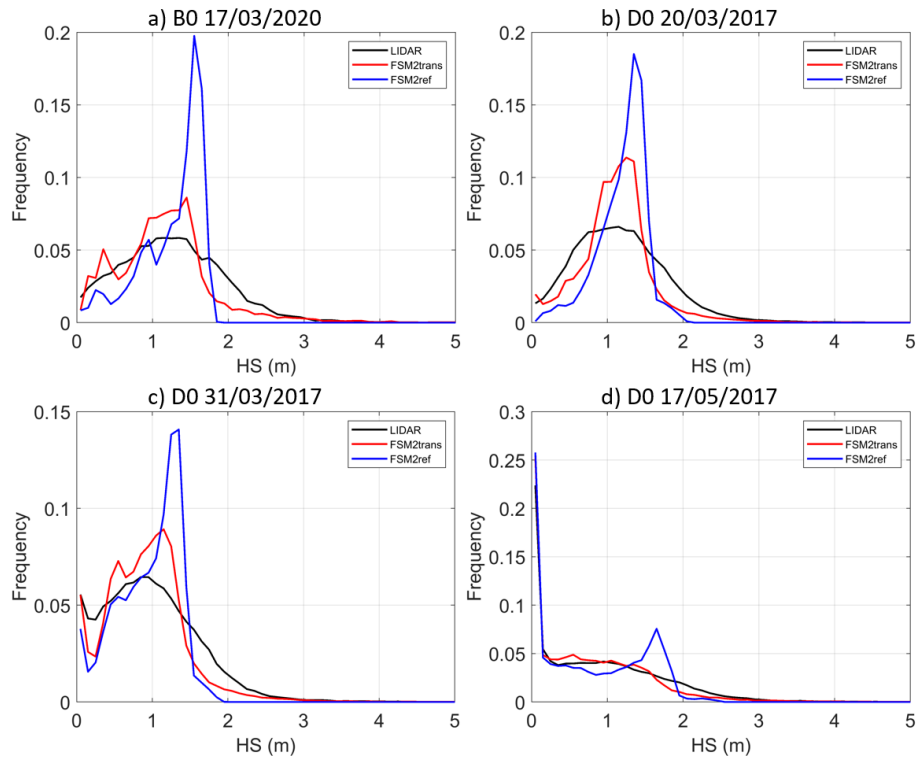 a) B0 17/03/2020
0.2
0.15
0.1
0.05
0
Frequency
LIDAR
FSM2trans
FSM2ref
0 1 2 3 4 5
HS (m)
b) D0 20/03/2017
0.2
0.15
0.1
0.05
0
Frequency
LIDAR
FSM2trans
FSM2ref
0 1 2 3 4 5
HS (m)
c) D0 31/03/2017
0.15
0.1
0.05
0
Frequency
LIDAR
FSM2trans
FSM2ref
0 1 2 3 4 5
HS (m)
d) D0 17/05/2017
0.3
0.25
0.2
0.15
0.1
0.05
0
Frequency
LIDAR
FSM2trans
FSM2ref
0 1 2 3 4 5
HS (m)